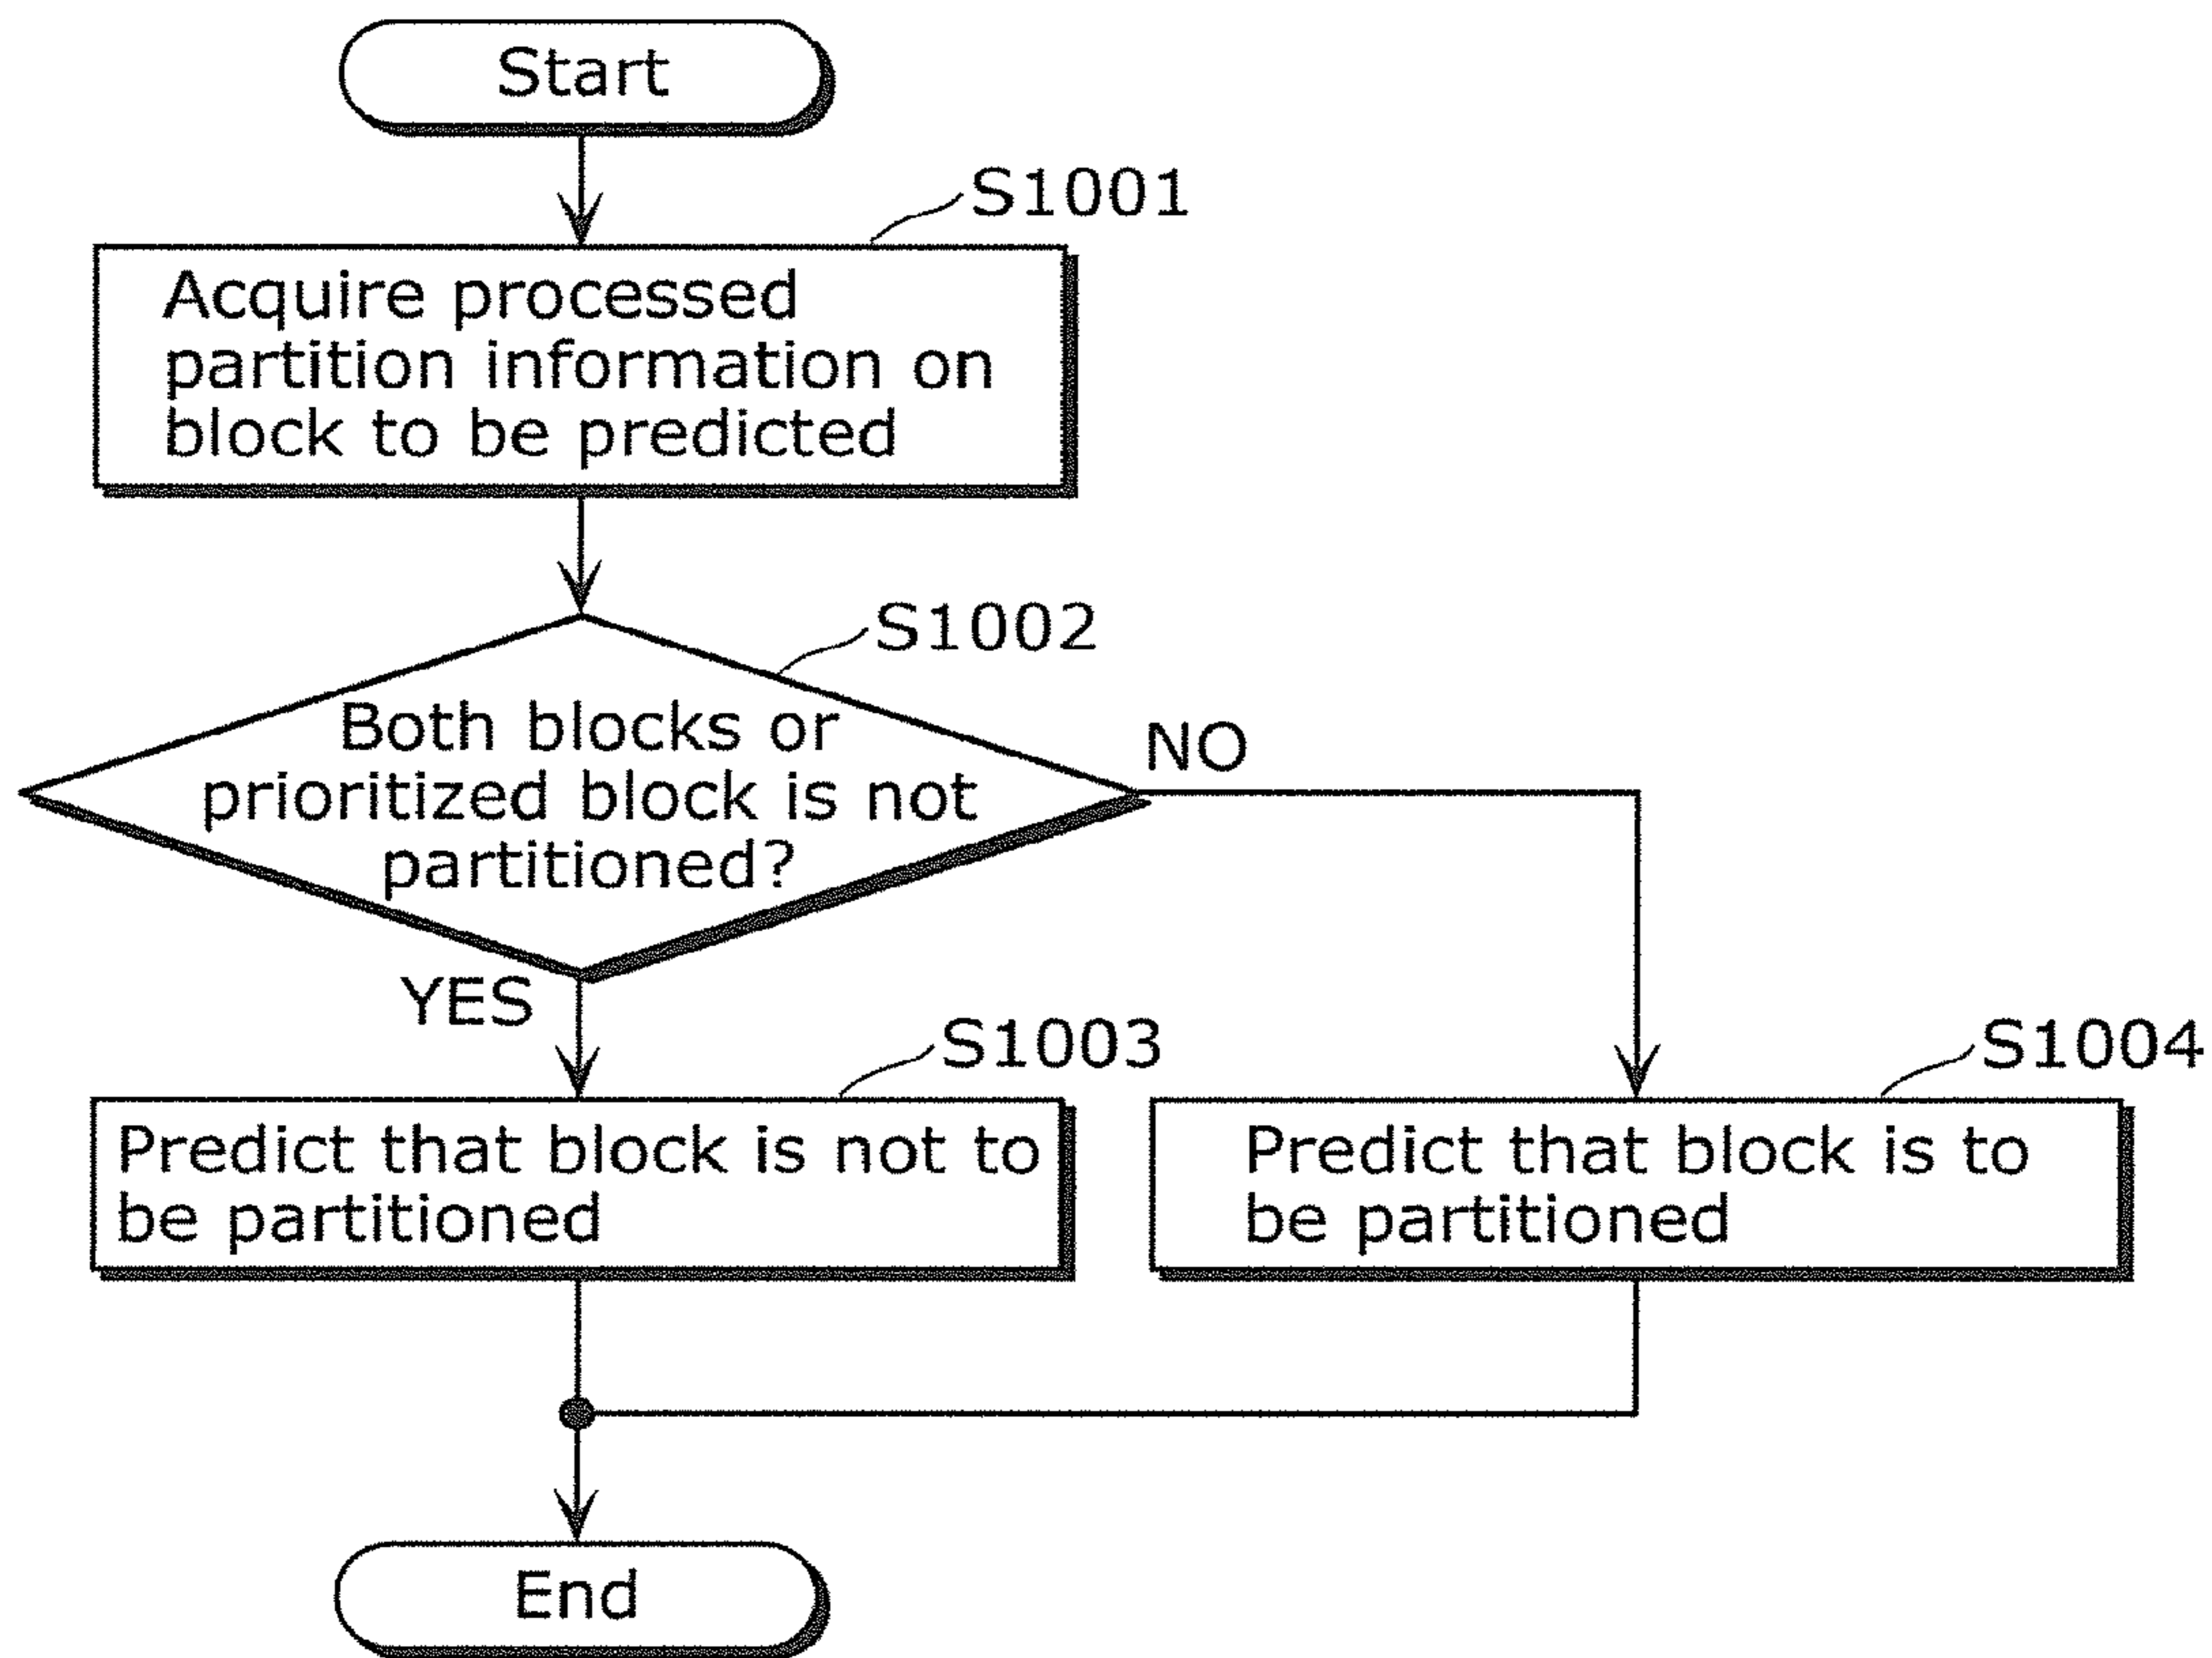 Start
S1001
Acquire processed
partition information on
block to be predicted
S1002
Both blocks or
prioritized block is not
partitioned?
NO
YES
S1003
Predict that block is not to
be partitioned
S1004
Predict that block is to
be partitioned
End